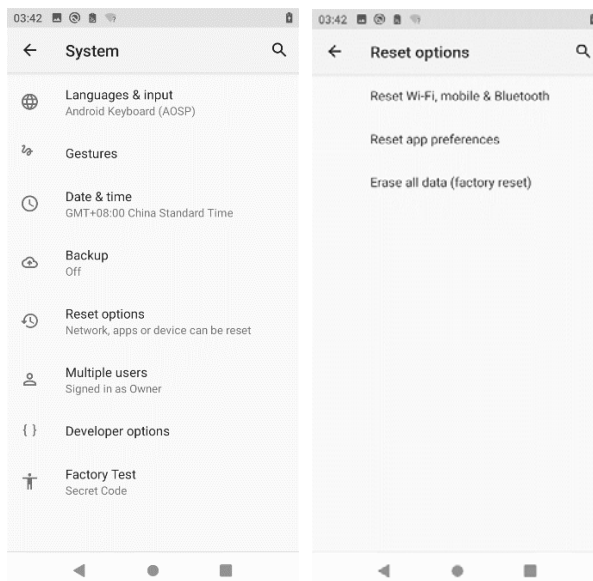 03:42
System
Languages & input
Android Keyboard (AOSP)
Gestures
Date & time
GMT+08:00 China Standard Time
Backup
Off
Reset options
Network, apps or device can be reset
Multiple users
Signed in as Owner
{ } Developer options
Factory Test
Secret Code
03:42
Reset options
Reset Wi-Fi, mobile & Bluetooth
Reset app preferences
Erase all data (factory reset)